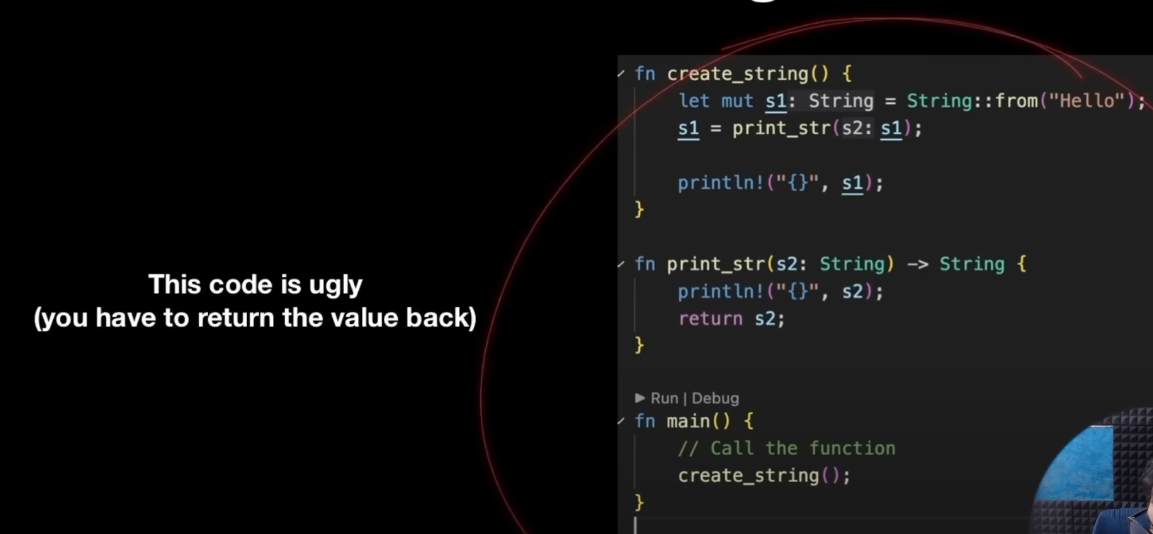 This code is ugly
(you have to return the value back)
fn create_string() {
let mut s1: String = String::from("Hello");
s1 = print_str(s2: s1);
println!("{}", s1);
}
fn print_str(s2: String) -> String {
println!("{}", s2);
return s2;
}
Run | Debug
fn main() {
// Call the function
create_string();
}